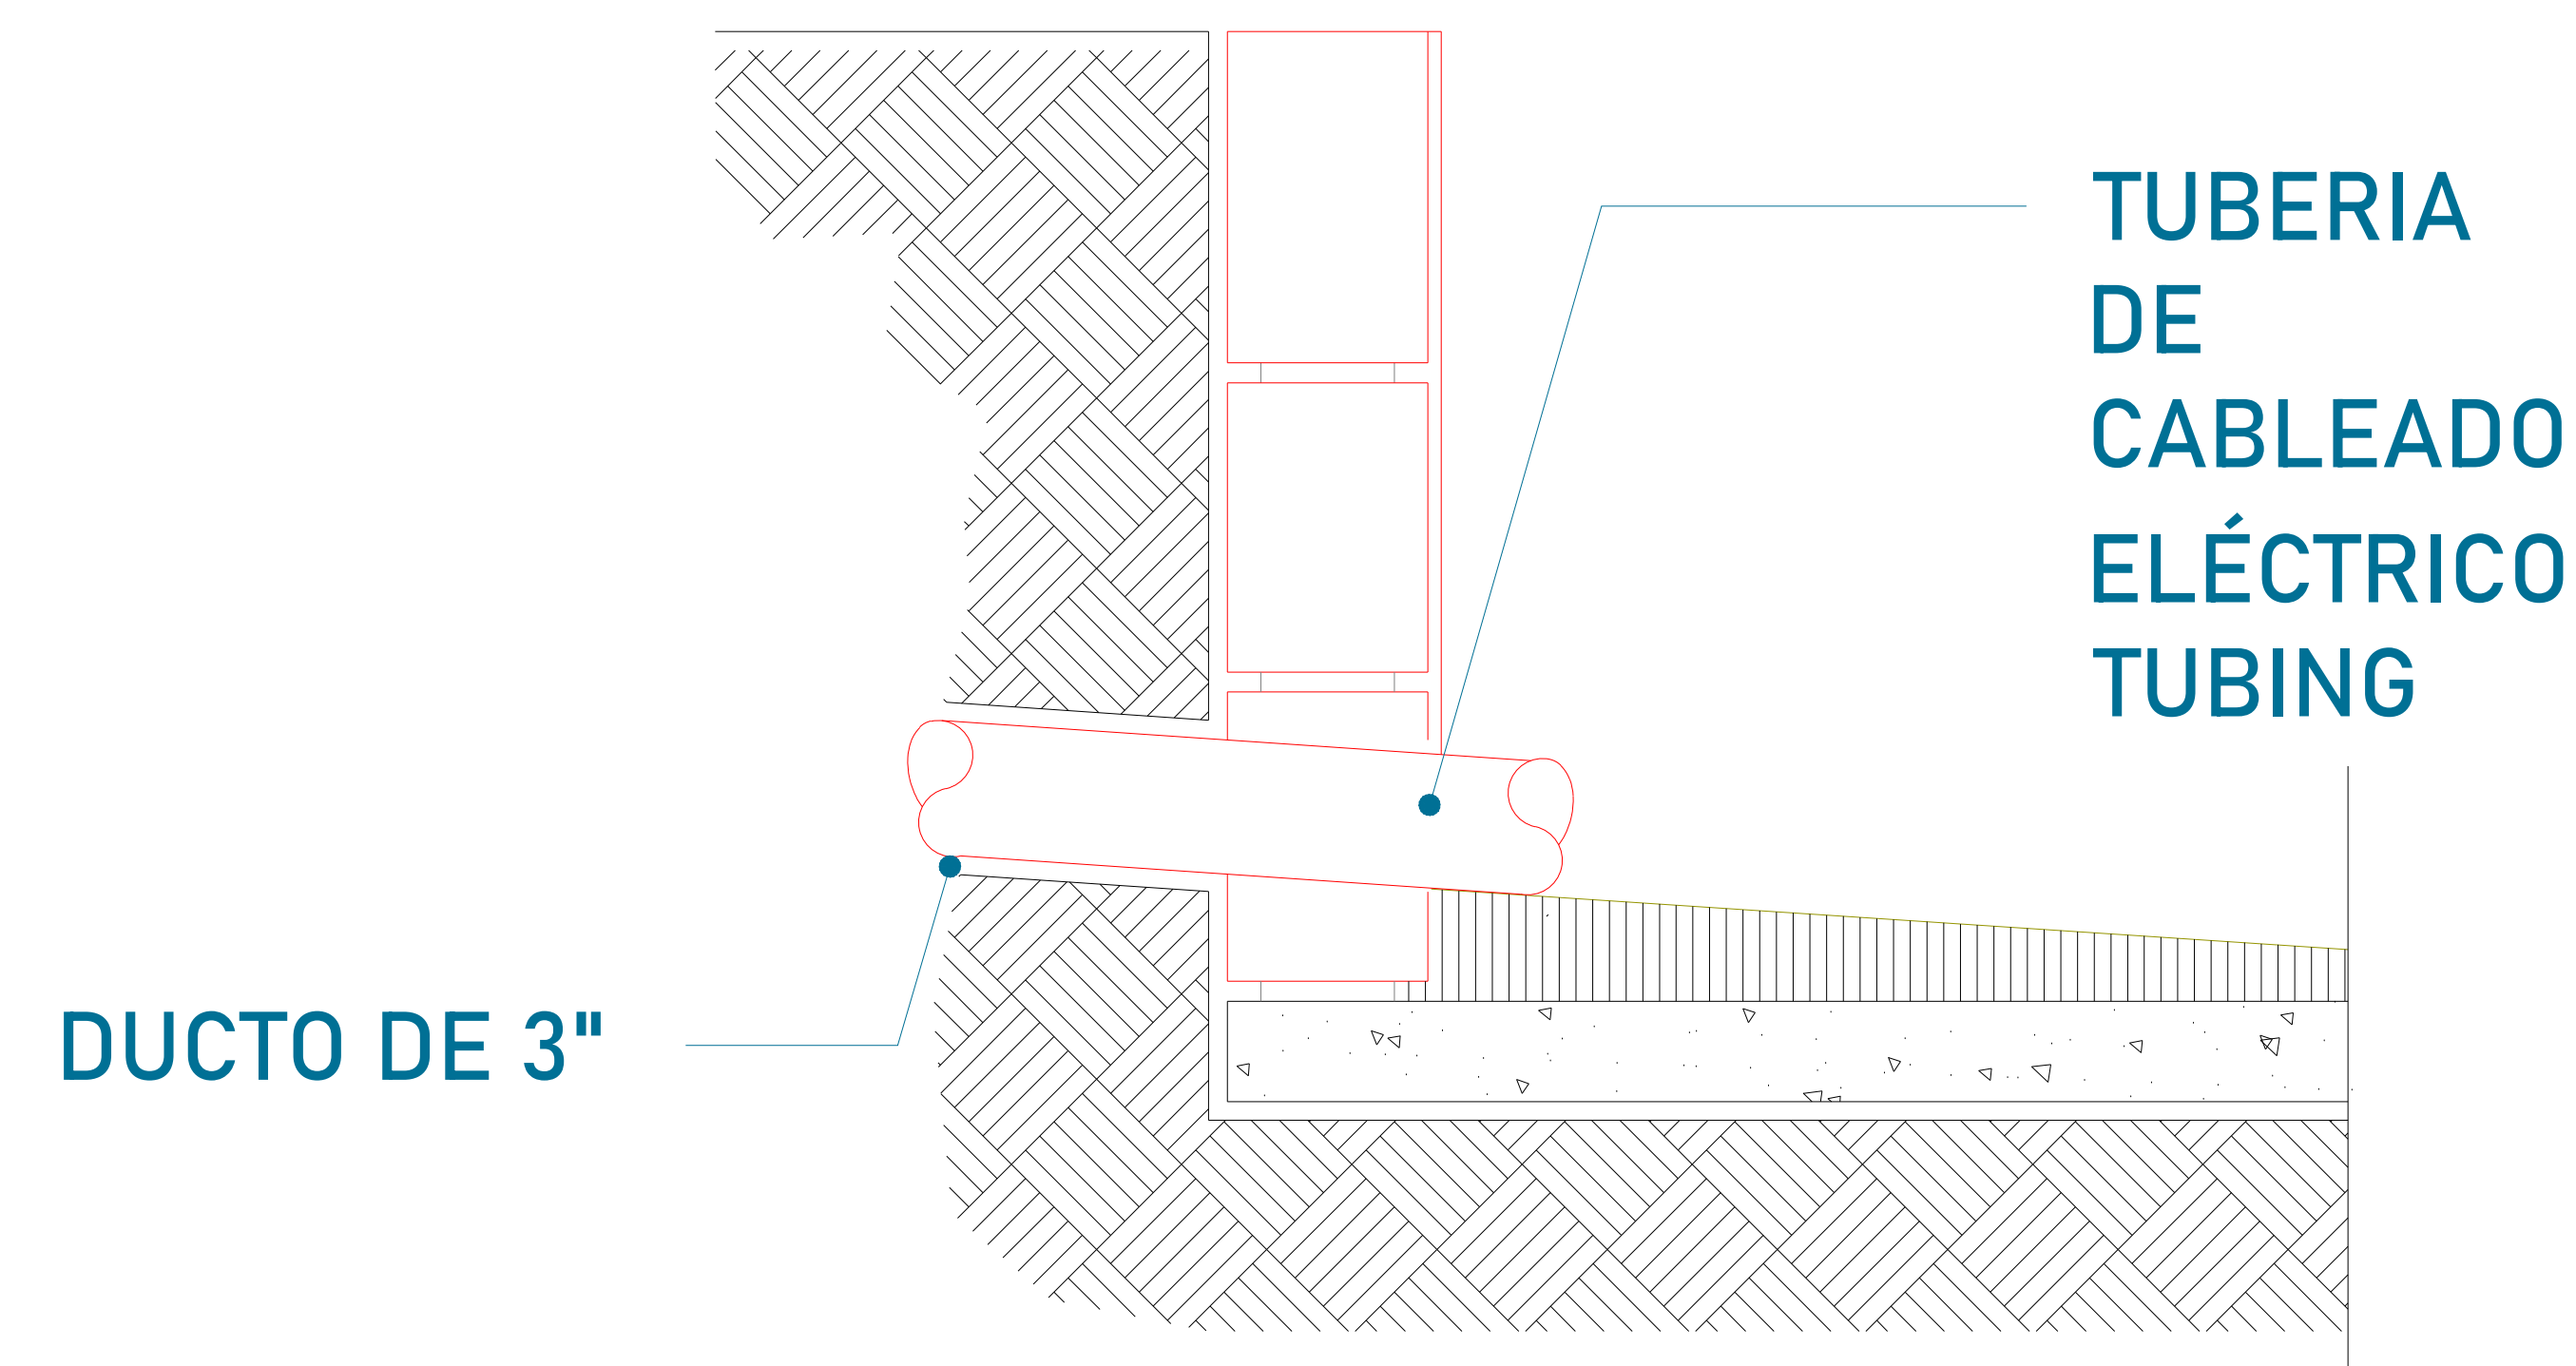 TUBERIA
DE
CABLEADO
ELÉCTRICO
TUBING
DUCTO DE 3"